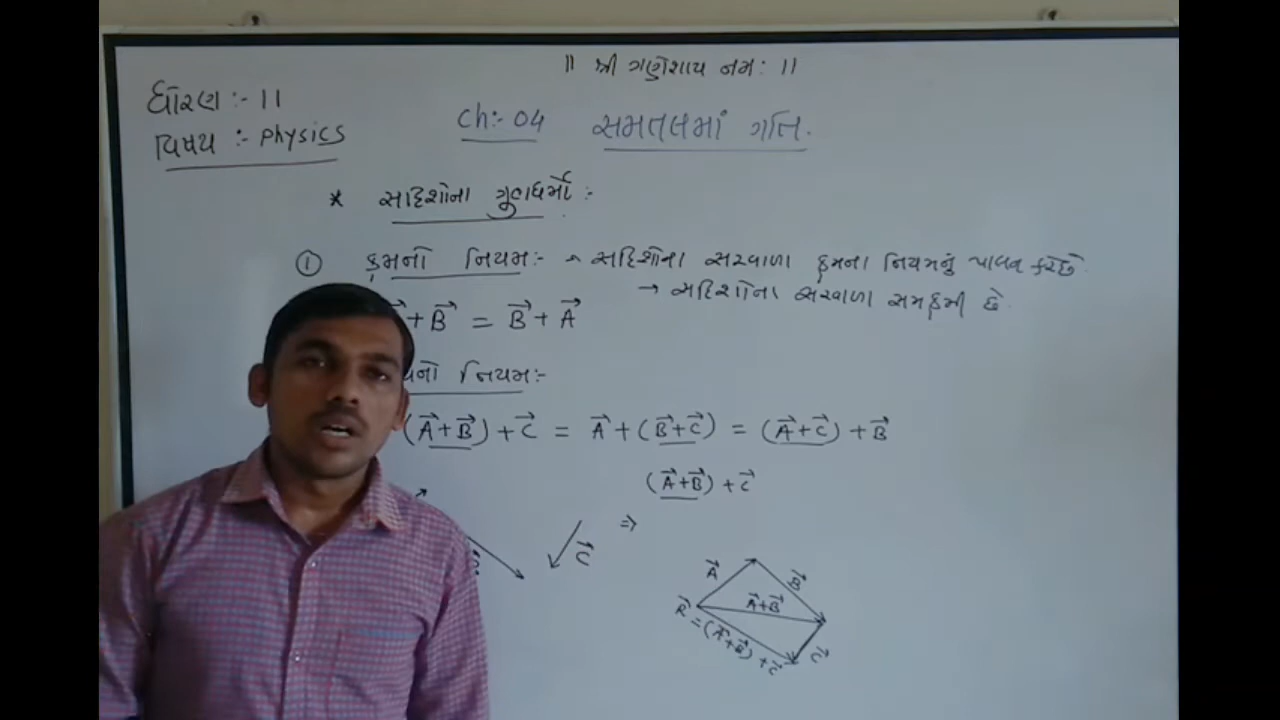 ॥ શ્રી ગણેશાય નમઃ ॥
ધોરણ :- 11
વિષય :- Physics
Ch:- 04 સમતલમાં ગતિ.
* સદિશોના ગુણધર્મો :-
① ક્રમનો નિયમ:- → સદિશોના સરવાળા ક્રમના નિયમનું પાલન કરે છે.
→ સદિશોના સરવાળા સમક્રમી છે.
+ B⃗ = B⃗ + A⃗
નિયમ:-
(A⃗+B⃗) + C⃗ = A⃗ + (B⃗+C⃗) = (A⃗+C⃗) + B⃗
(A⃗+B⃗) + C⃗
C⃗ ⇒
A⃗ B⃗
A⃗+B⃗
R⃗ = (A⃗+B⃗) + C⃗
C⃗